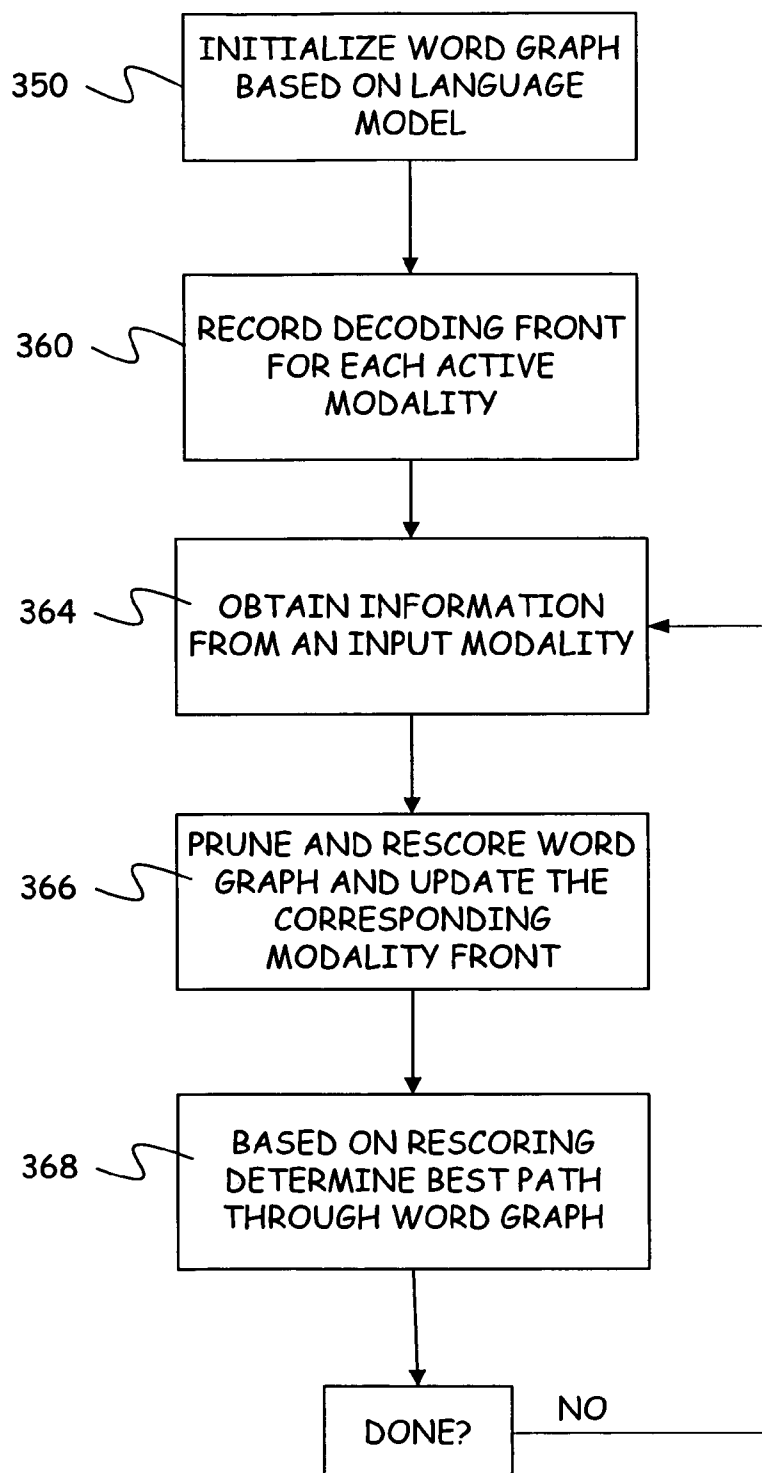 INITIALIZE WORD GRAPH
BASED ON LANGUAGE
MODEL
350
RECORD DECODING FRONT
FOR EACH ACTIVE
MODALITY
360
OBTAIN INFORMATION
FROM AN INPUT MODALITY
364
PRUNE AND RESCORE WORD
GRAPH AND UPDATE THE
CORRESPONDING
MODALITY FRONT
366
BASED ON RESCORING
DETERMINE BEST PATH
THROUGH WORD GRAPH
368
DONE?
NO